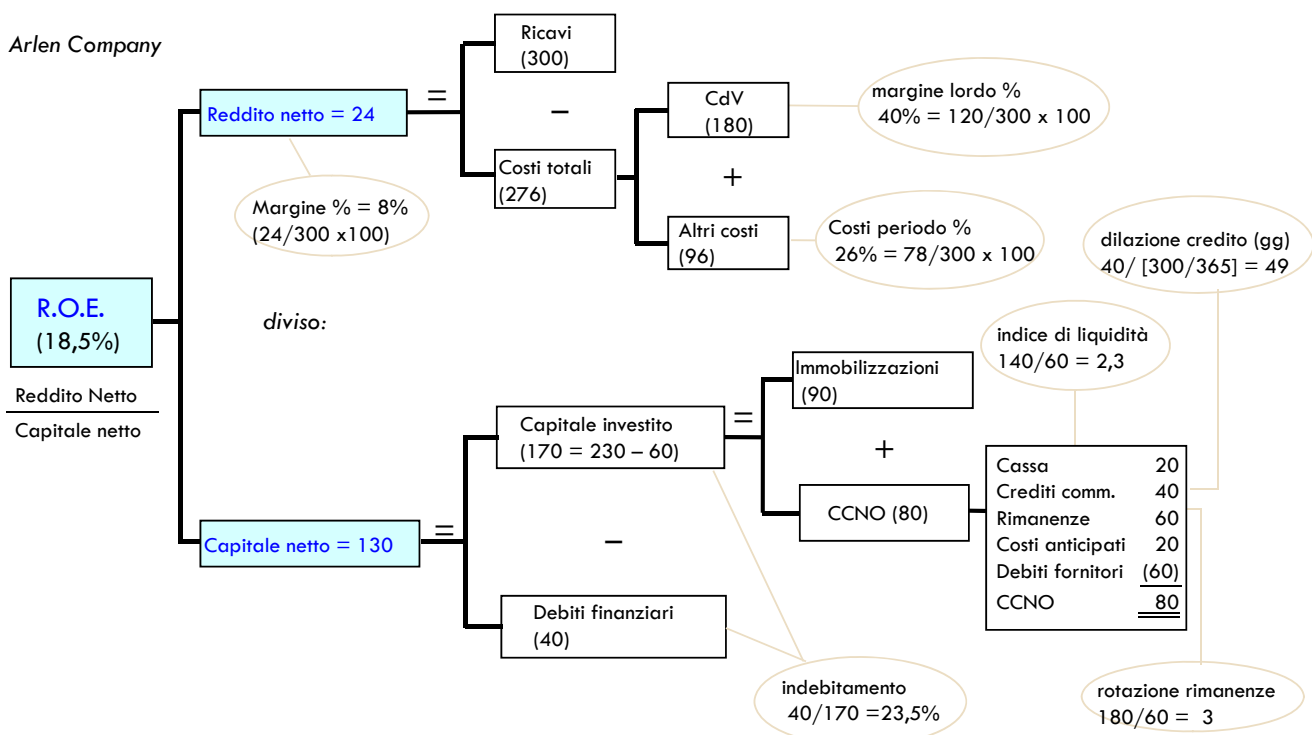 Arlen Company
Ricavi
(300)
=
–
Reddito netto = 24
CdV
(180)
margine lordo %
40% = 120/300 x 100
Costi totali
(276)
+
Margine % = 8%
(24/300 x100)
Altri costi
(96)
Costi periodo %
26% = 78/300 x 100
dilazione credito (gg)
40/ [300/365] = 49
R.O.E.
(18,5%)
diviso:
indice di liquidità
140/60 = 2,3
Reddito Netto
Capitale netto
Immobilizzazioni
(90)
Capitale investito
(170 = 230 – 60)
=
+
Cassa 20
Crediti comm. 40
Rimanenze 60
Costi anticipati 20
Debiti fornitori (60)
CCNO 80
CCNO (80)
Capitale netto = 130
=
–
Debiti finanziari
(40)
indebitamento
40/170 =23,5%
rotazione rimanenze
180/60 = 3